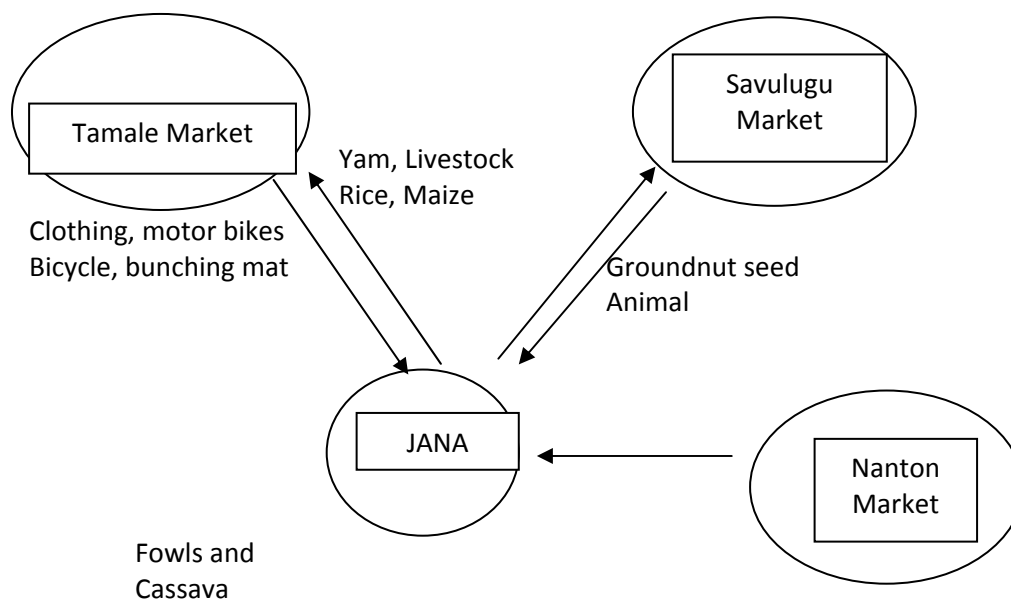 Tamale Market
Savulugu
Market
Yam, Livestock
Rice, Maize
Clothing, motor bikes
Bicycle, bunching mat
Groundnut seed
Animal
JANA
Nanton
Market
Fowls and
Cassava